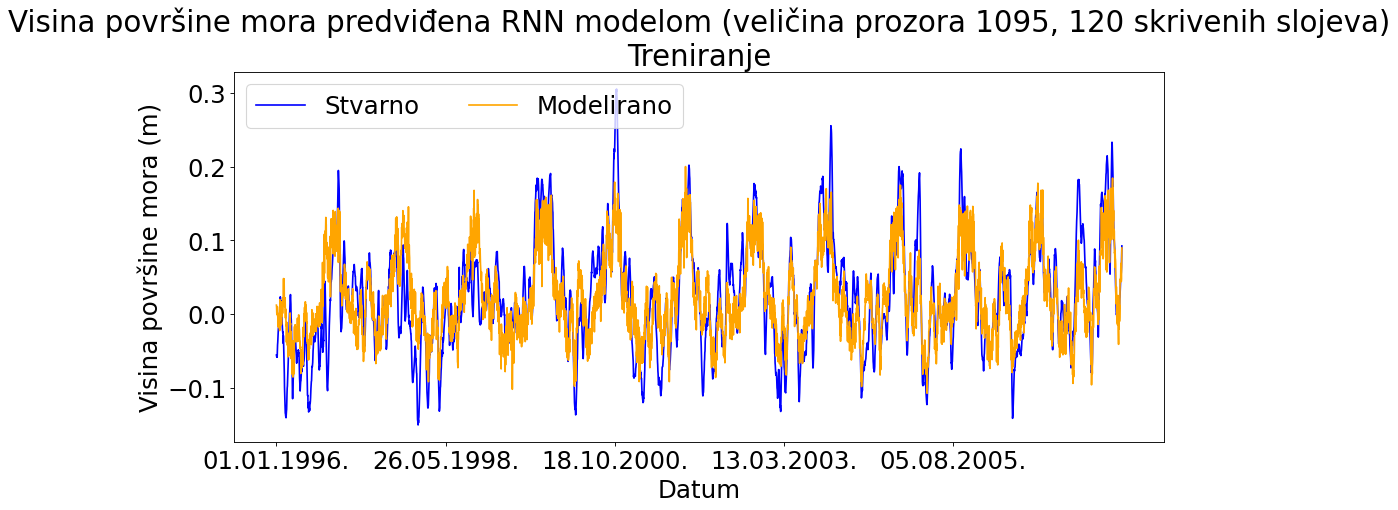 Visina površine mora predviđena RNN modelom (veličina prozora 1095, 120 skrivenih slojeva)
Treniranje
Stvarno
Modelirano
Visina površine mora (m)
0.3
0.2
0.1
0.0
−0.1
01.01.1996.
26.05.1998.
18.10.2000.
13.03.2003.
05.08.2005.
Datum